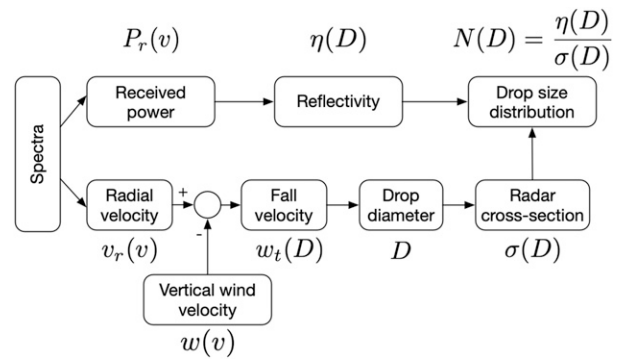 P_r(v)
η(D)
N(D) = η(D)/σ(D)
Spectra
Received
power
Reflectivity
Drop size
distribution
Radial
velocity
+
-
Fall
velocity
Drop
diameter
Radar
cross-section
v_r(v)
w_t(D)
D
σ(D)
Vertical wind
velocity
w(v)